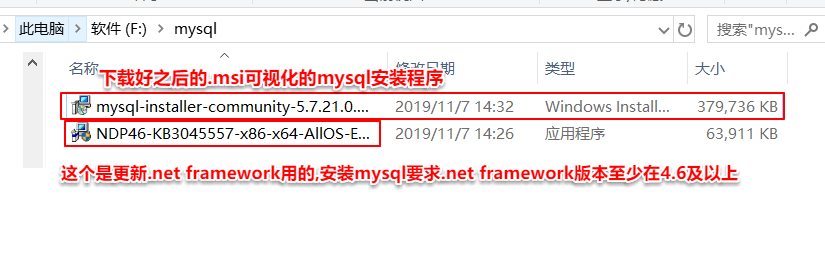 此电脑 > 软件 (F:) > mysql
搜索"mys...
名称 修改日期 类型 大小
下载好之后的.msi可视化的mysql安装程序
mysql-installer-community-5.7.21.0.... 2019/11/7 14:32 Windows Install... 379,736 KB
NDP46-KB3045557-x86-x64-AllOS-E... 2019/11/7 14:26 应用程序 63,911 KB
这个是更新.net framework用的,安装mysql要求.net framework版本至少在4.6及以上